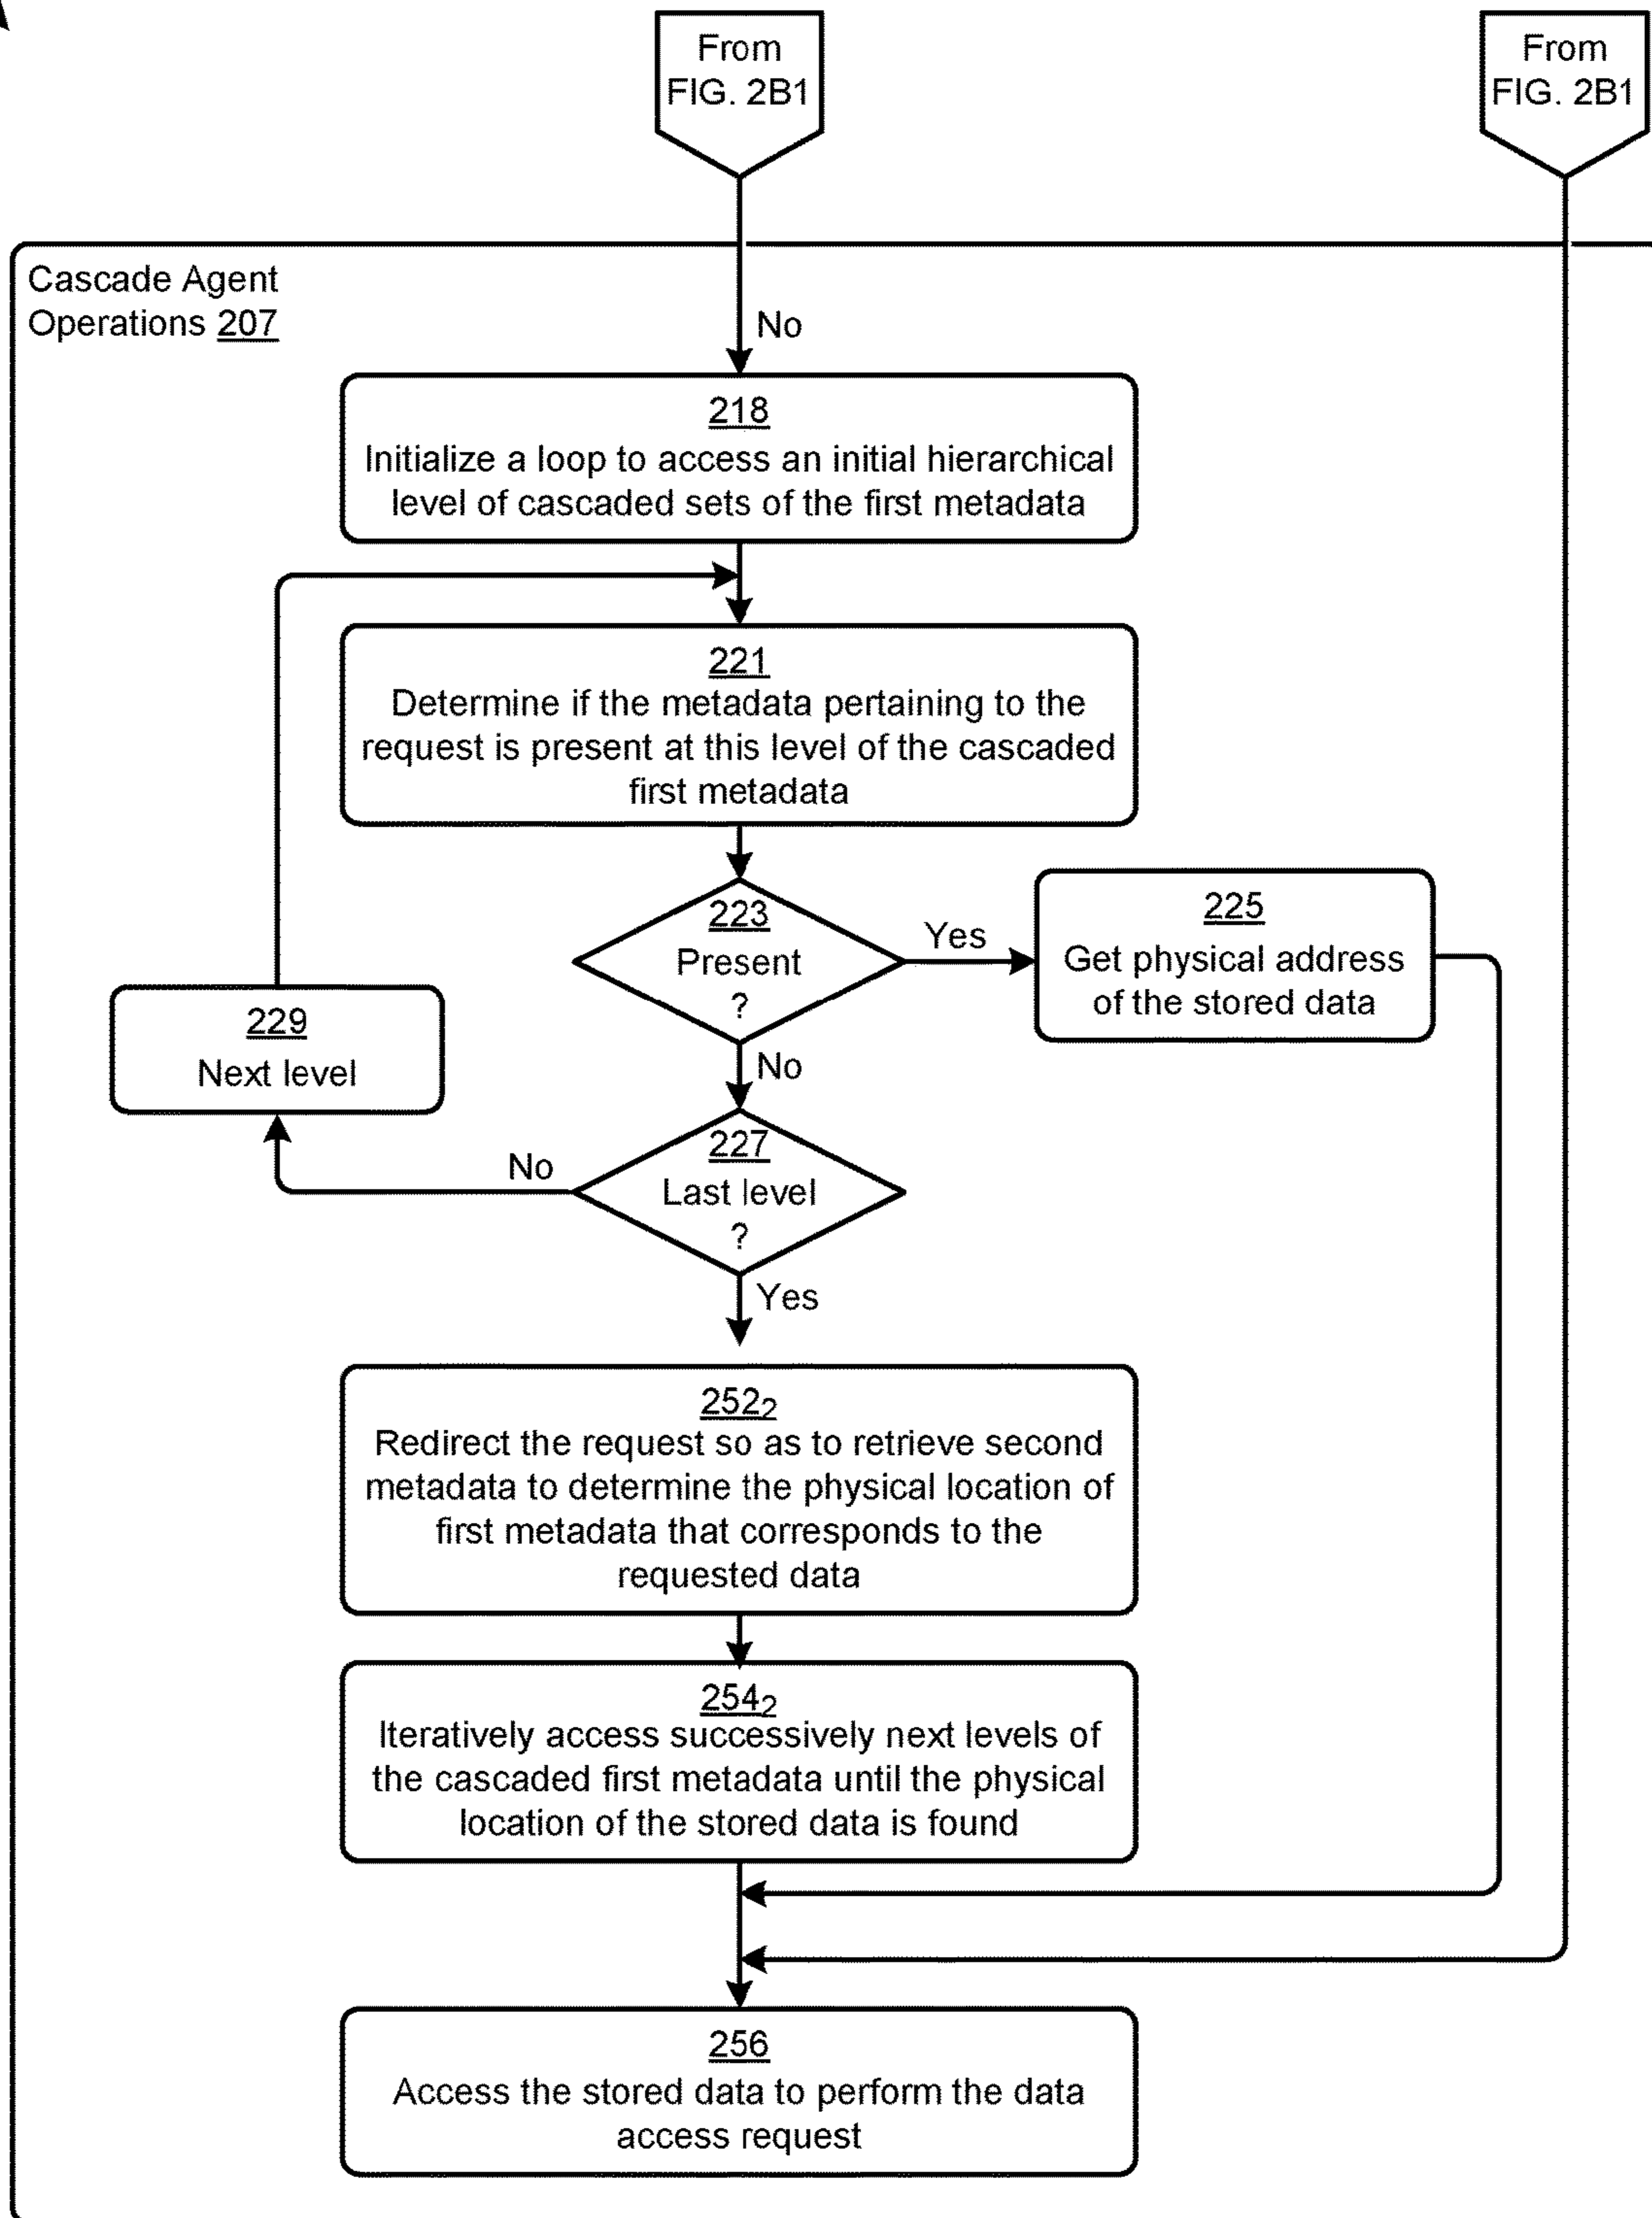 From
FIG. 2B1
From
FIG. 2B1
Cascade Agent
Operations 207
No
218
Initialize a loop to access an initial hierarchical
level of cascaded sets of the first metadata
221
Determine if the metadata pertaining to the
request is present at this level of the cascaded
first metadata
223
Present
?
Yes
225
Get physical address
of the stored data
229
Next level
No
227
Last level
?
No
Yes
252₂
Redirect the request so as to retrieve second
metadata to determine the physical location of
first metadata that corresponds to the
requested data
254₂
Iteratively access successively next levels of
the cascaded first metadata until the physical
location of the stored data is found
256
Access the stored data to perform the data
access request